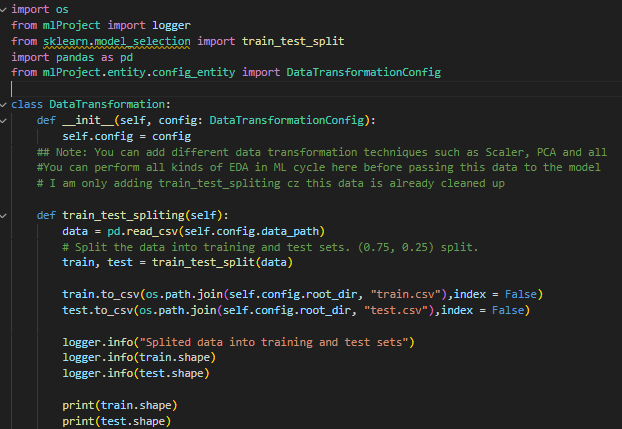 import os
from mlProject import logger
from sklearn.model_selection import train_test_split
import pandas as pd
from mlProject.entity.config_entity import DataTransformationConfig
class DataTransformation:
    def __init__(self, config: DataTransformationConfig):
        self.config = config
    ## Note: You can add different data transformation techniques such as Scaler, PCA and all
    #You can perform all kinds of EDA in ML cycle here before passing this data to the model
    # I am only adding train_test_spliting cz this data is already cleaned up
    def train_test_spliting(self):
        data = pd.read_csv(self.config.data_path)
        # Split the data into training and test sets. (0.75, 0.25) split.
        train, test = train_test_split(data)
        train.to_csv(os.path.join(self.config.root_dir, "train.csv"),index = False)
        test.to_csv(os.path.join(self.config.root_dir, "test.csv"),index = False)
        logger.info("Splited data into training and test sets")
        logger.info(train.shape)
        logger.info(test.shape)
        print(train.shape)
        print(test.shape)